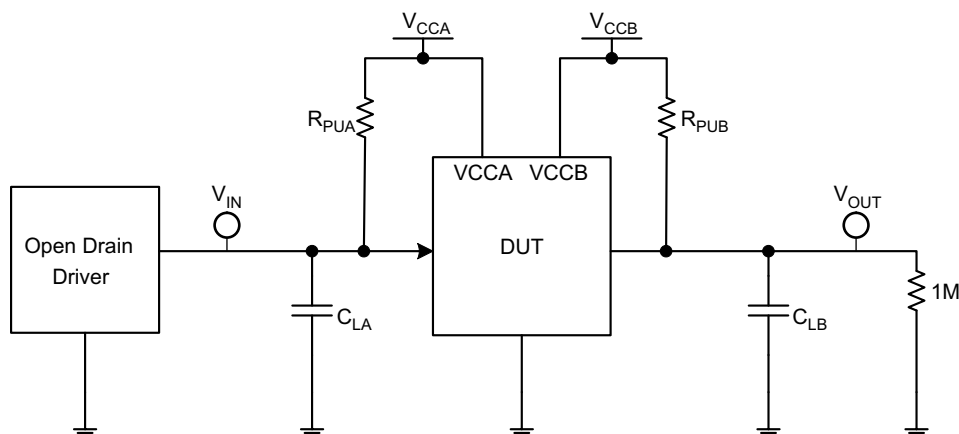 VCCA
VCCB
RPUA
RPUB
VCCA VCCB
VIN
VOUT
Open Drain
Driver
DUT
1M
CLA
CLB